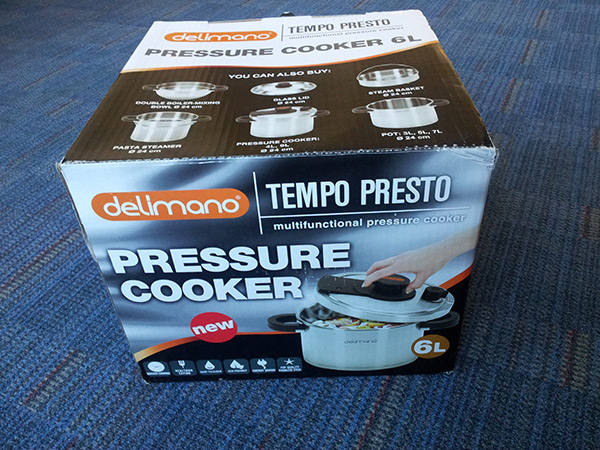 delimano
TEMPO PRESTO
multifunctional pressure cooker
PRESSURE COOKER 6L
YOU CAN ALSO BUY:
DOUBLE BOILER-MIXING
BOWL Ø 24 cm
GLASS LID
Ø 24 cm
STEAM BASKET
Ø 24 cm
PASTA STEAMER
Ø 24 cm
PRESSURE COOKER:
4L, 6L
Ø 24 cm
POT: 3L, 5L, 7L
Ø 24 cm
delimano®
TEMPO PRESTO
multifunctional pressure cooker
PRESSURE
COOKER
new
delimano
6L